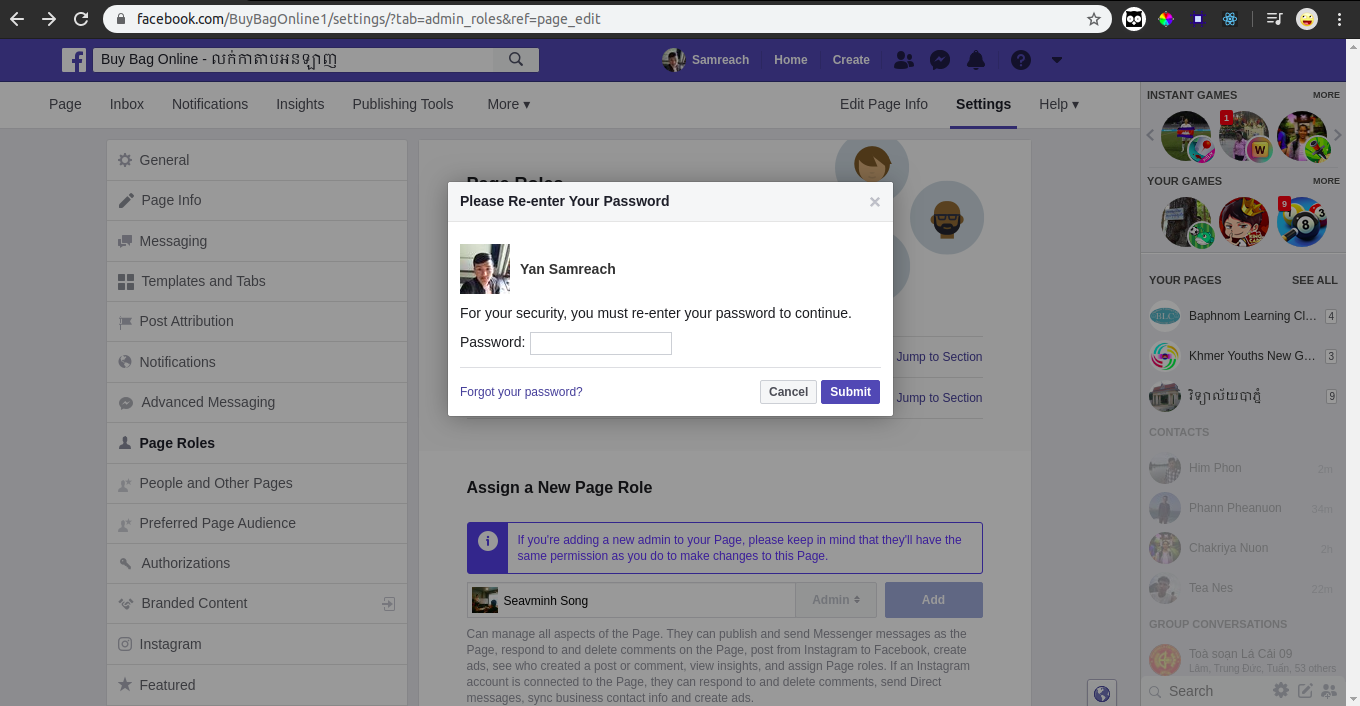 facebook.com/BuyBagOnline1/settings/?tab=admin_roles&ref=page_edit
Buy Bag Online - លក់កាតាបអនឡាញ
Samreach Home Create
Page Inbox Notifications Insights Publishing Tools More ▾ Edit Page Info Settings Help ▾
General
Page Info
Messaging
Templates and Tabs
Post Attribution
Notifications
Advanced Messaging
Page Roles
People and Other Pages
Preferred Page Audience
Authorizations
Branded Content
Instagram
Featured
Page Roles
Please Re-enter Your Password
Yan Samreach
For your security, you must re-enter your password to continue.
Password:
Forgot your password? Cancel Submit
Jump to Section
Jump to Section
Assign a New Page Role
If you're adding a new admin to your Page, please keep in mind that they'll have the
same permission as you do to make changes to this Page.
Seavminh Song Admin Add
Can manage all aspects of the Page. They can publish and send Messenger messages as the
Page, respond to and delete comments on the Page, post from Instagram to Facebook, create
ads, see who created a post or comment, view insights, and assign Page roles. If an Instagram
account is connected to the Page, they can respond to and delete comments, send Direct
messages, sync business contact info and create ads.
INSTANT GAMES MORE
1
W
YOUR GAMES MORE
9
8 3
YOUR PAGES SEE ALL
BLC
Baphnom Learning Cl... 4
Khmer Youths New G... 3
វិទ្យាល័យបាភ្នំ 9
CONTACTS
Him Phon 2m
Phann Pheanuon 34m
Chakriya Nuon 2h
Tea Nes 22m
GROUP CONVERSATIONS
Toà soạn Lá Cải 09
Lâm, Trung Đức, Tuấn, 53 others
Search